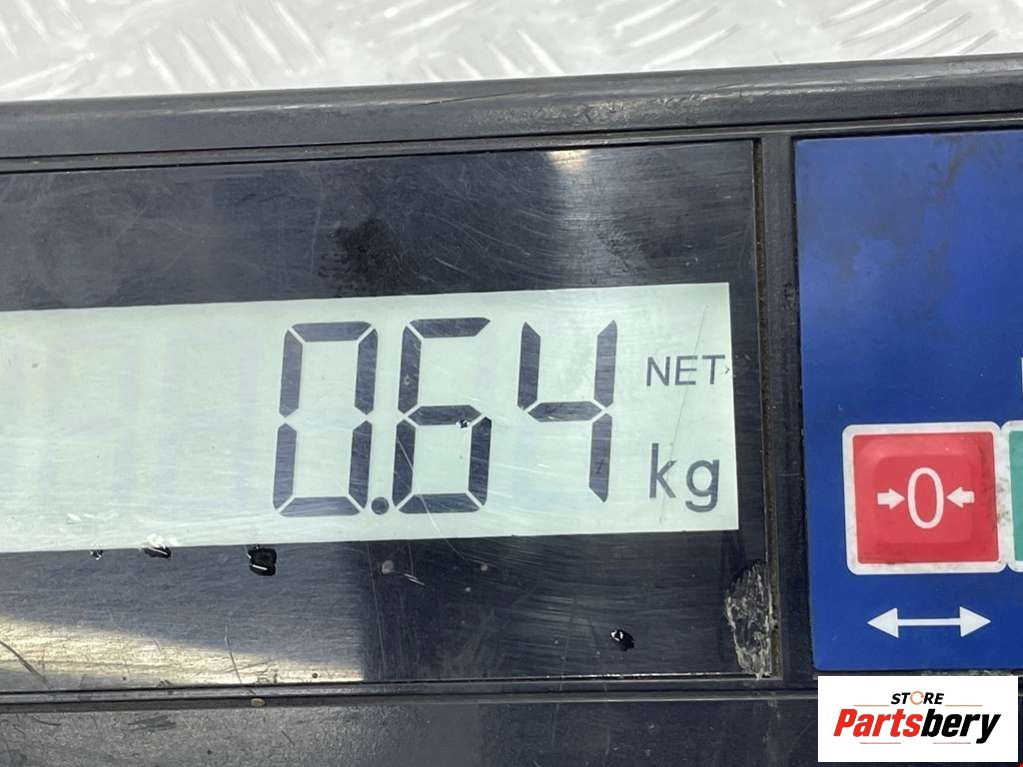 0.64 NET
kg
0
STORE
Partsbery